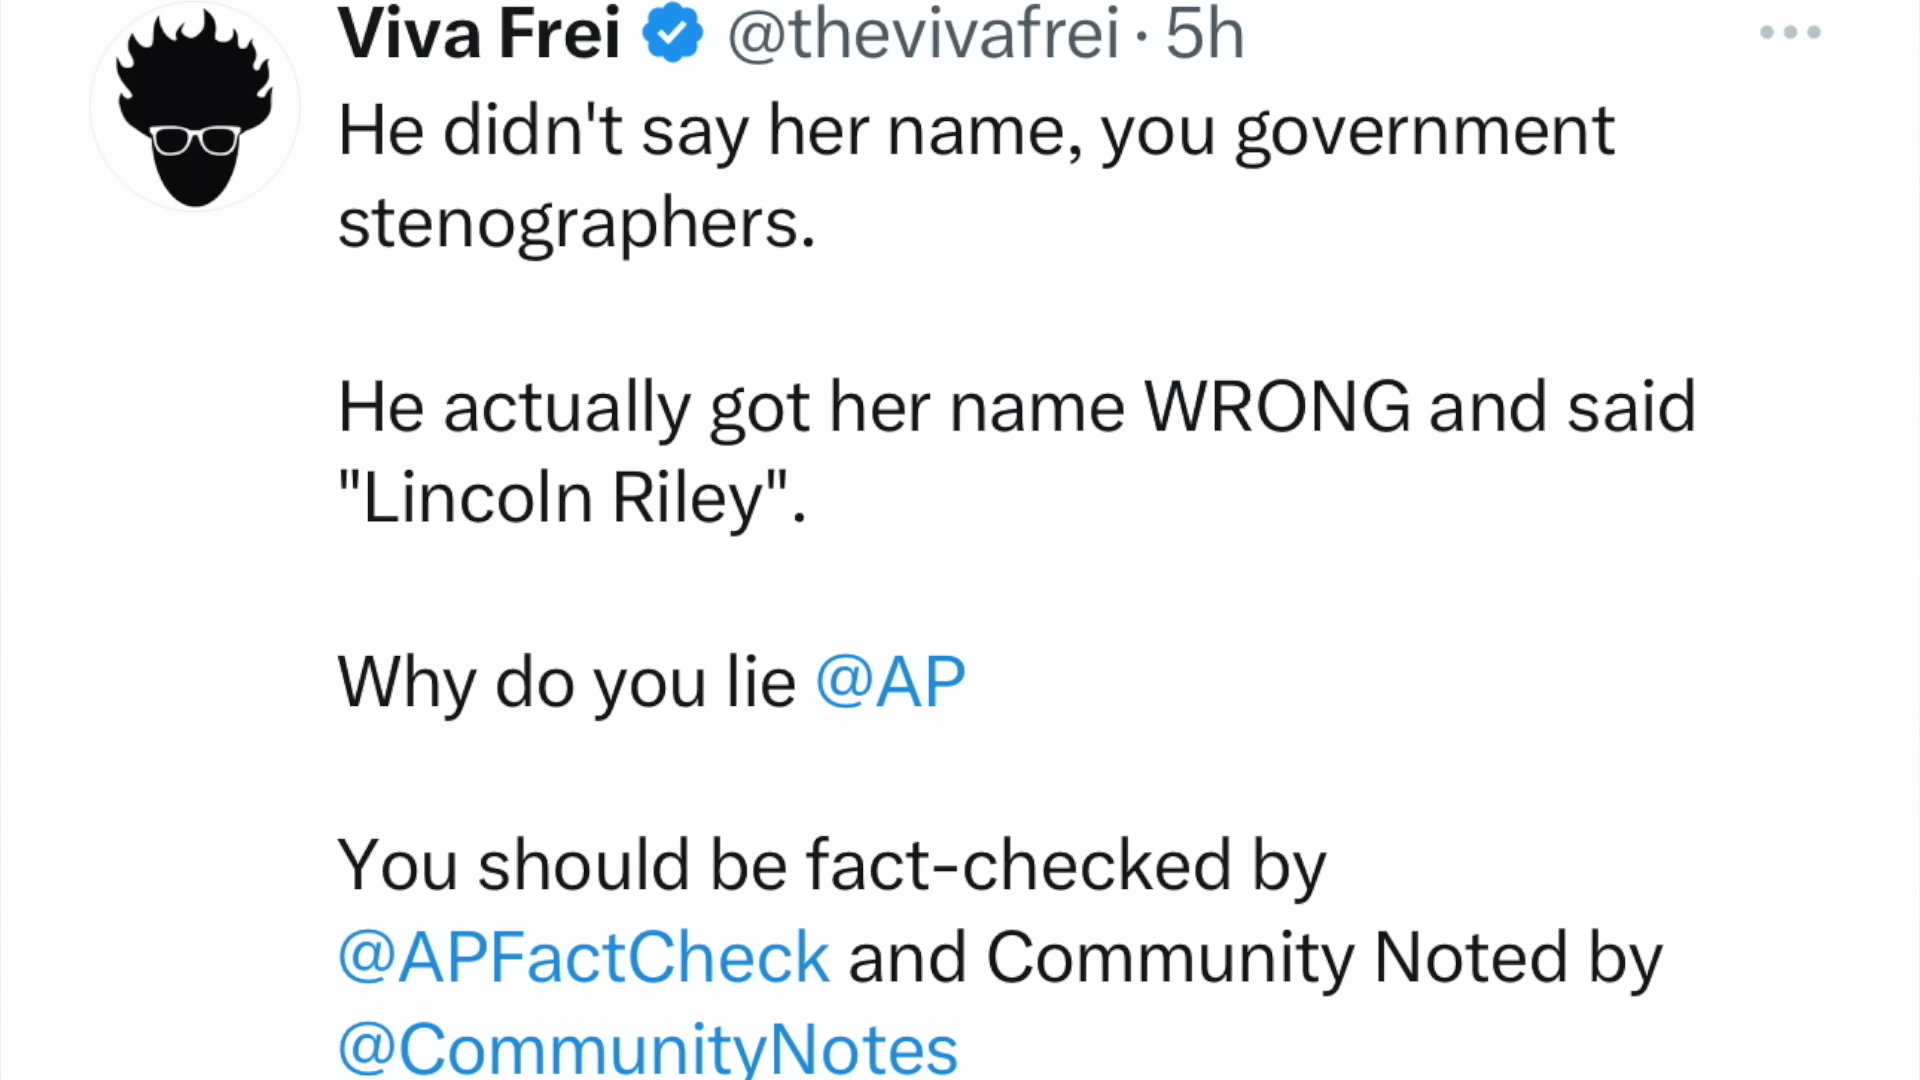 Viva Frei @thevivafrei · 5h
He didn't say her name, you government
stenographers.
He actually got her name WRONG and said
"Lincoln Riley".
Why do you lie @AP
You should be fact-checked by
@APFactCheck and Community Noted by
@CommunityNotes